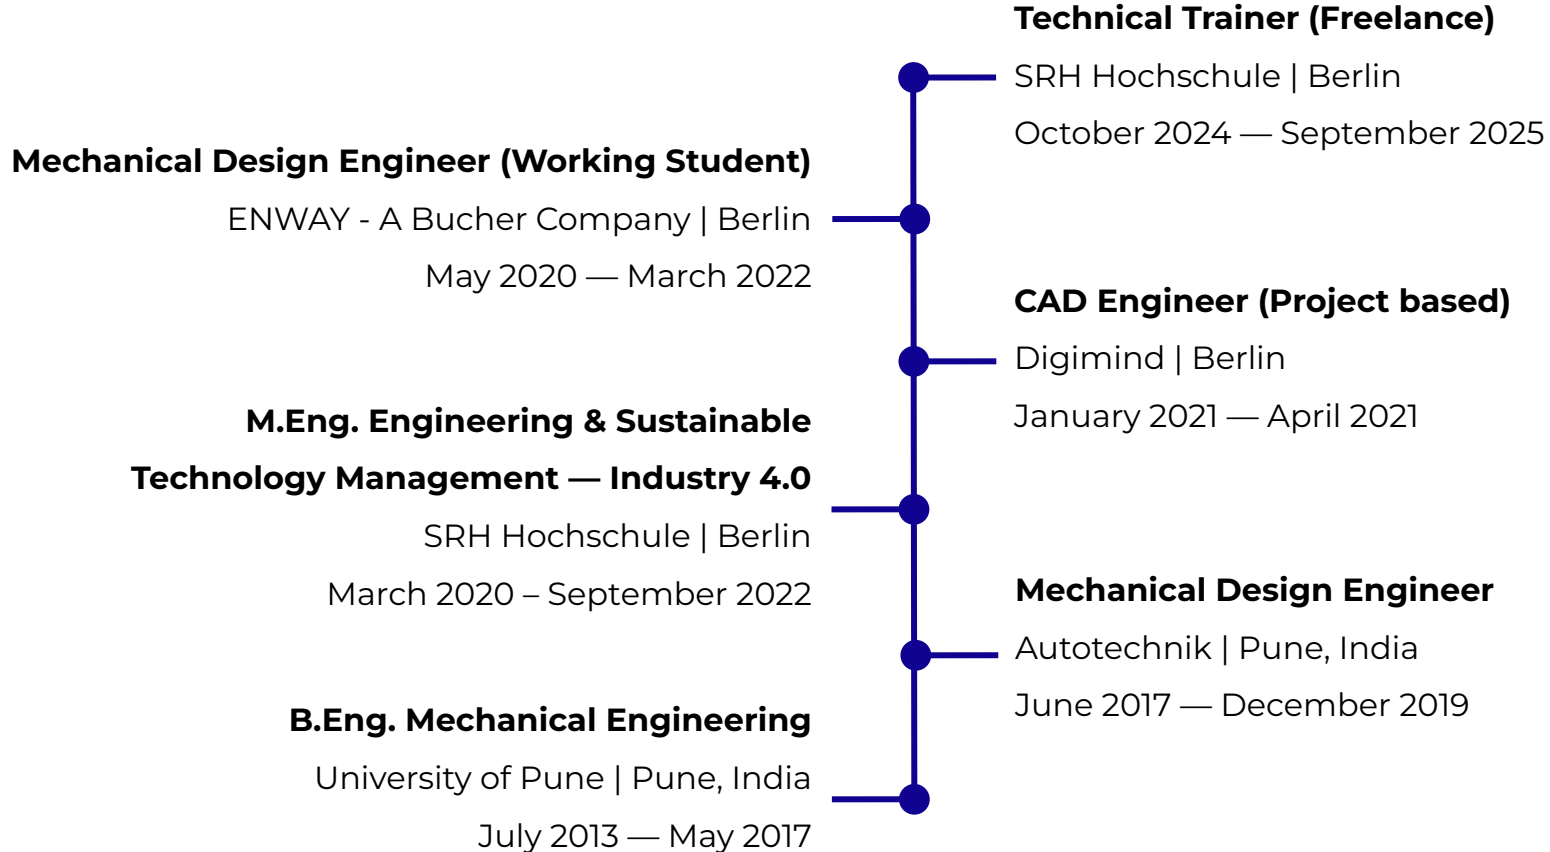 Technical Trainer (Freelance)
SRH Hochschule | Berlin
October 2024 — September 2025
Mechanical Design Engineer (Working Student)
ENWAY - A Bucher Company | Berlin
May 2020 — March 2022
CAD Engineer (Project based)
Digimind | Berlin
January 2021 — April 2021
M.Eng. Engineering & Sustainable
Technology Management — Industry 4.0
SRH Hochschule | Berlin
March 2020 – September 2022
Mechanical Design Engineer
Autotechnik | Pune, India
June 2017 — December 2019
B.Eng. Mechanical Engineering
University of Pune | Pune, India
July 2013 — May 2017